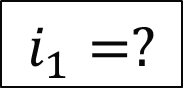 i₁ =?